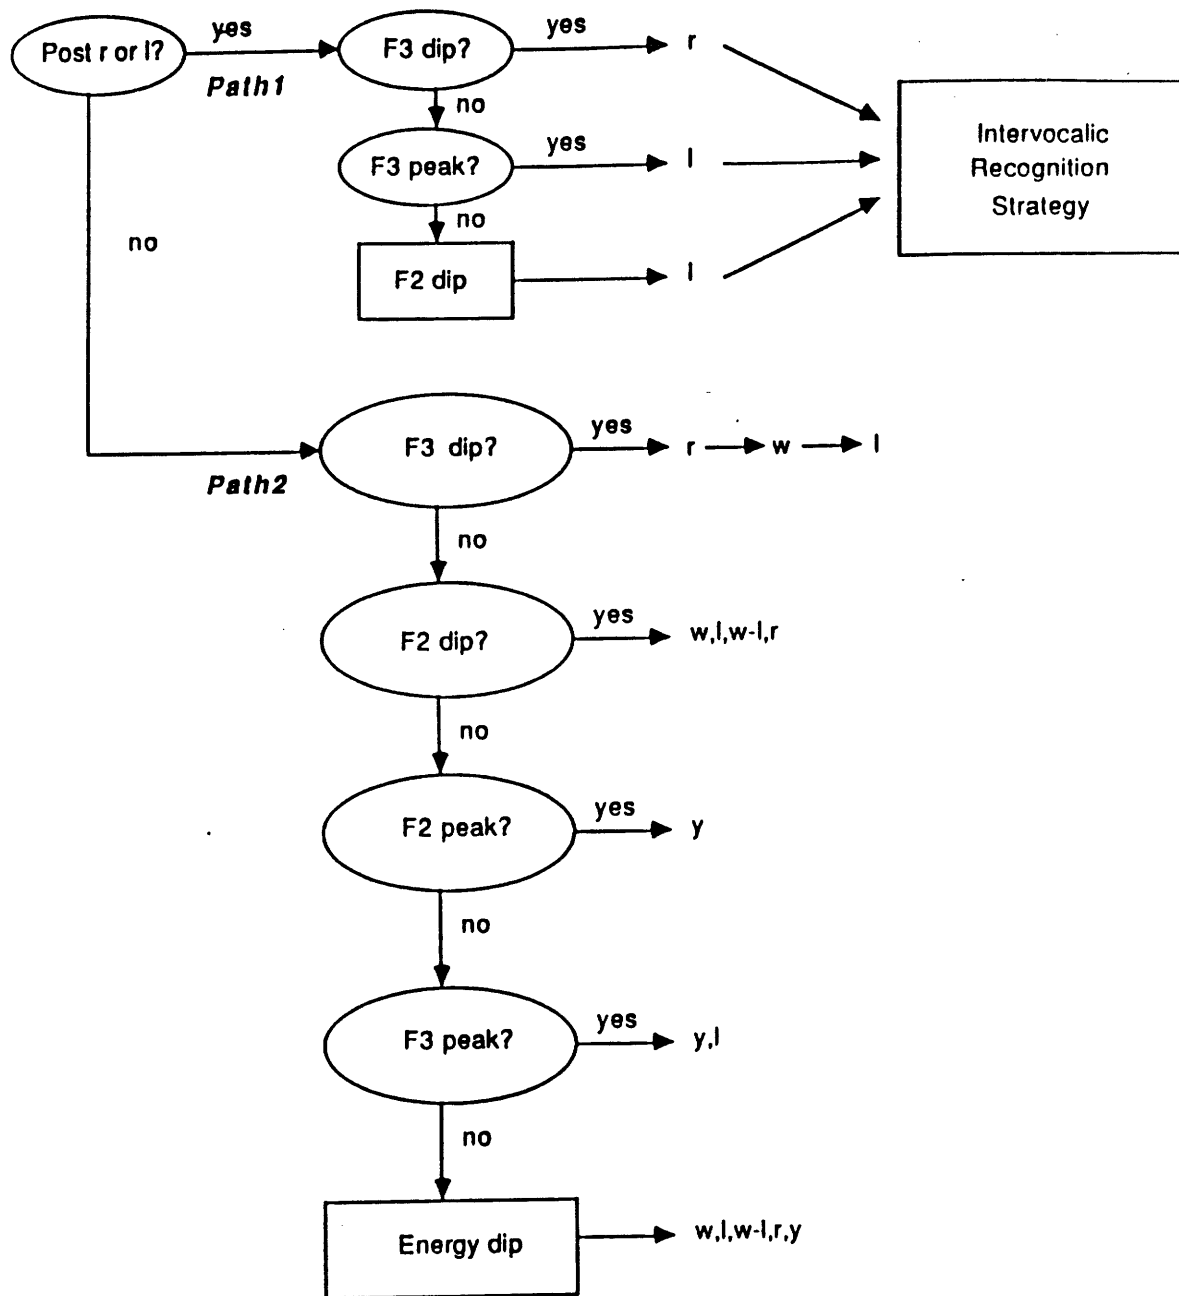 Post r or l?
yes
Path1
F3 dip?
yes
r
no
F3 peak?
yes
l
no
F2 dip
l
Intervocalic
Recognition
Strategy
no
Path2
F3 dip?
yes
r
w
l
no
F2 dip?
yes
w,l,w-l,r
no
F2 peak?
yes
y
no
F3 peak?
yes
y,l
no
Energy dip
w,l,w-l,r,y